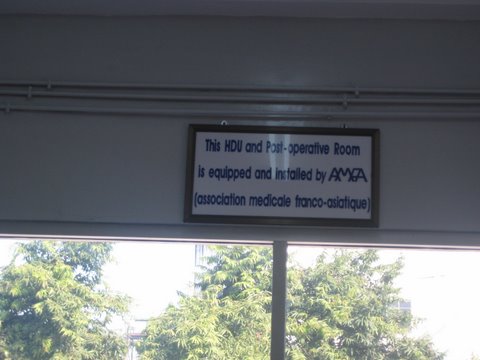 This HDU and Post-operative Room
is equipped and installed by AMFA
(association medicale franco-asiatique)